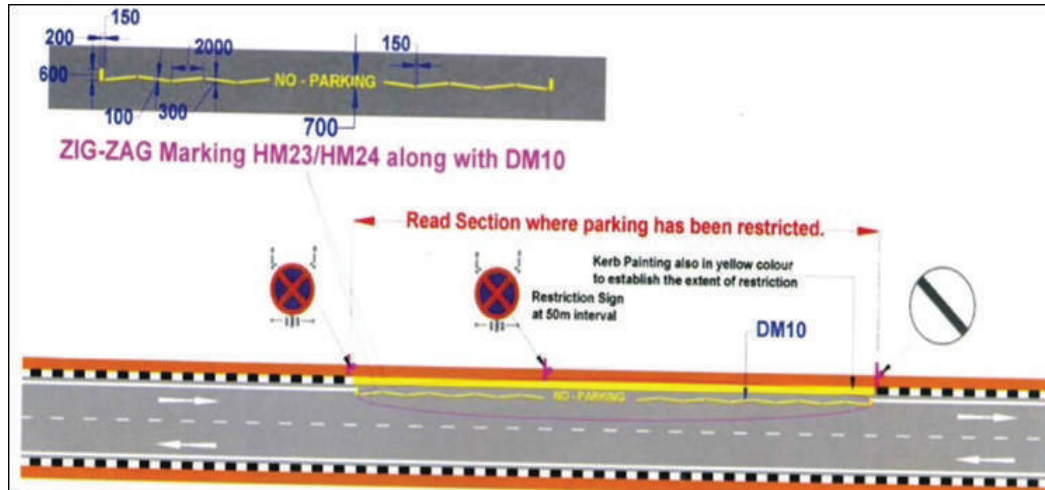 150
200
2000
150
600
NO - PARKING
100
300
700
ZIG-ZAG Marking HM23/HM24 along with DM10
Read Section where parking has been restricted.
Kerb Painting also in yellow colour
to establish the extent of restriction
Restriction Sign
at 50m interval
DM10
NO - PARKING